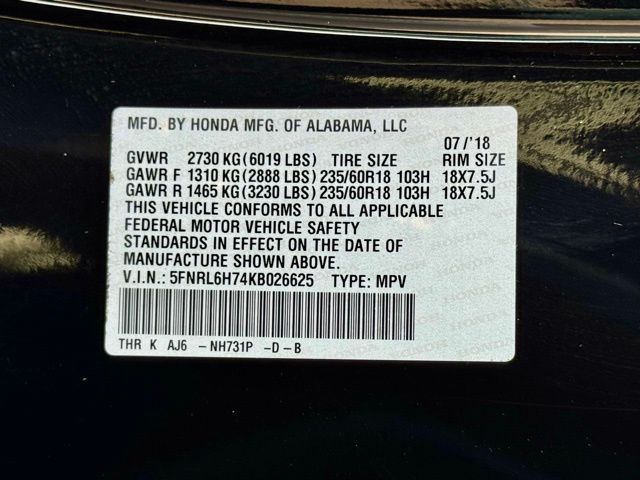 MFD. BY HONDA MFG. OF ALABAMA, LLC
07/'18
GVWR 2730 KG(6019 LBS) TIRE SIZE RIM SIZE
GAWR F 1310 KG(2888 LBS) 235/60R18 103H 18X7.5J
GAWR R 1465 KG(3230 LBS) 235/60R18 103H 18X7.5J
THIS VEHICLE CONFORMS TO ALL APPLICABLE
FEDERAL MOTOR VEHICLE SAFETY
STANDARDS IN EFFECT ON THE DATE OF
MANUFACTURE SHOWN ABOVE.
V.I.N.: 5FNRL6H74KB026625 TYPE: MPV
THR K AJ6 -NH731P -D-B